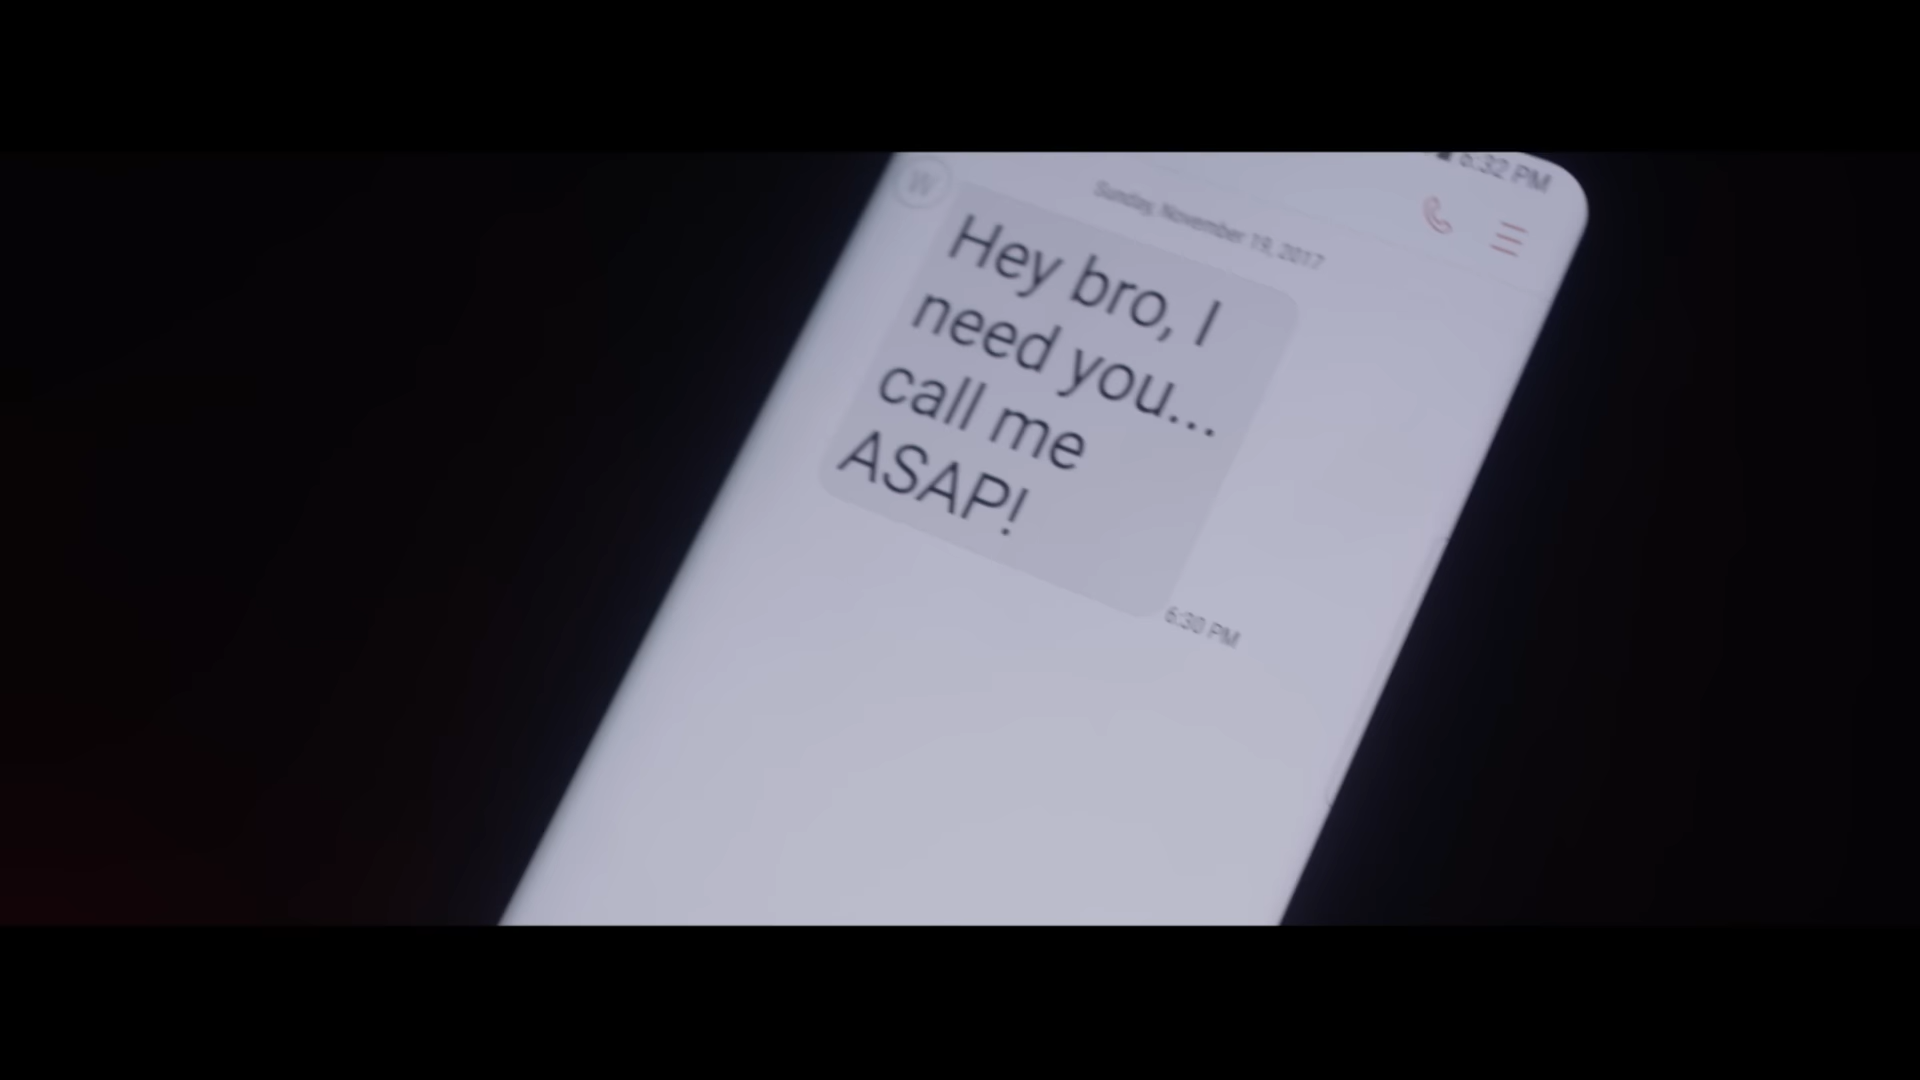 6:32 PM
Sunday, November 19, 2017
W
Hey bro, I
need you...
call me
ASAP!
6:30 PM